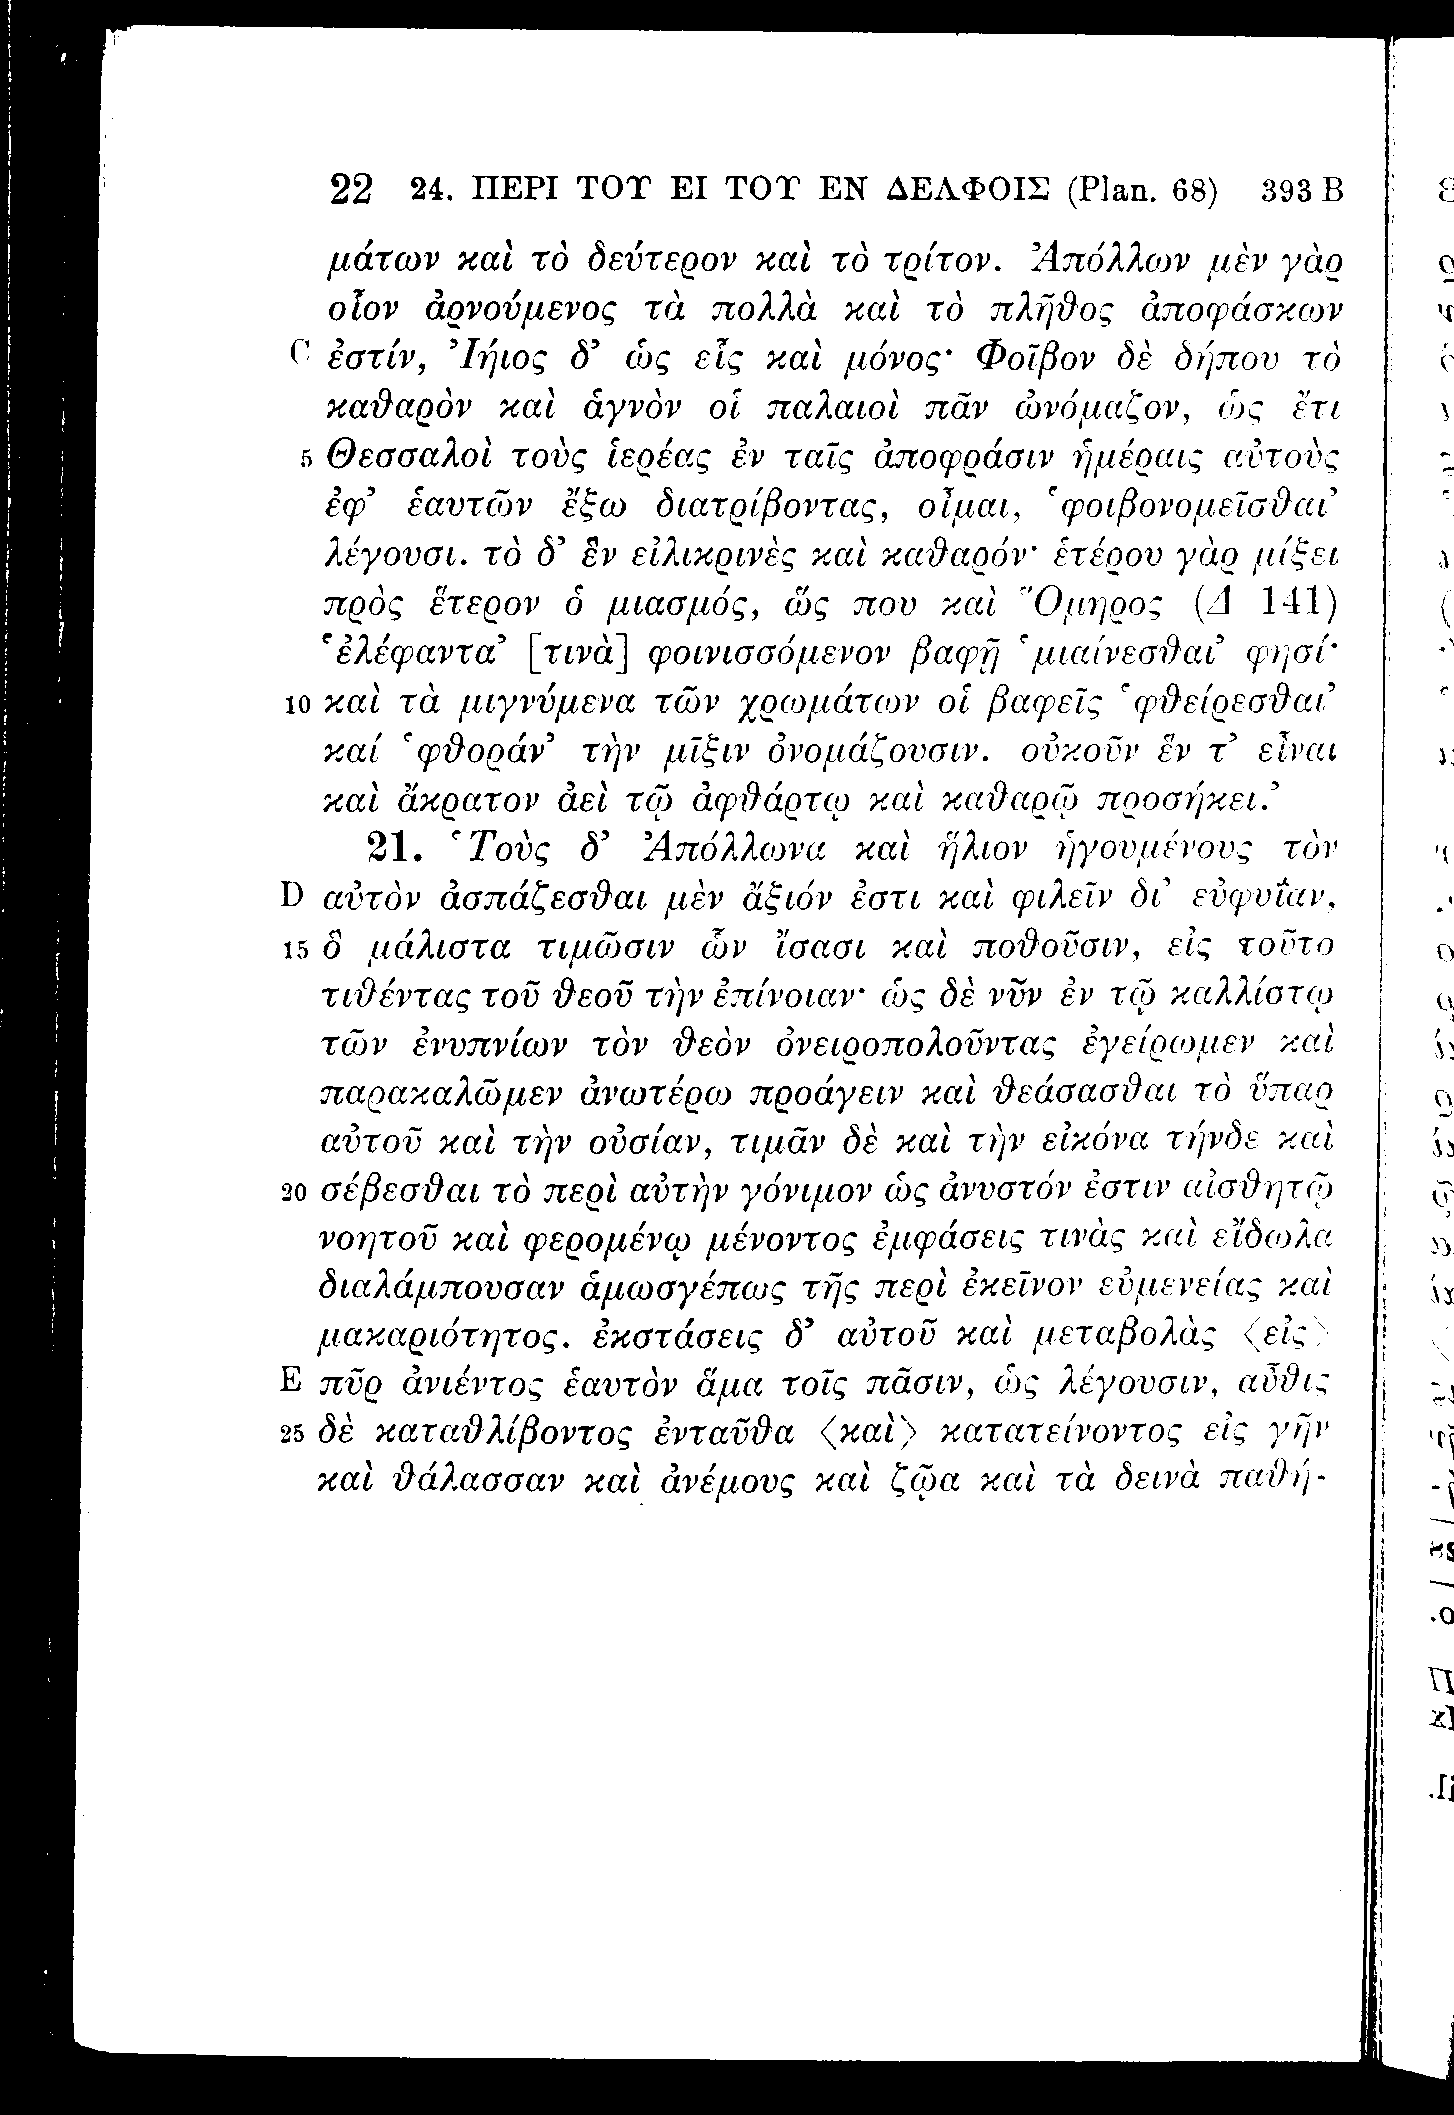 22 24. ΠΕΡΙ ΤΟΥ ΕΙ ΤΟΥ ΕΝ ΔΕΛΦΟΙΣ (Plan. 68) 393 B
μάτων καὶ τὸ δεύτερον καὶ τὸ τρίτον. Ἀπόλλων μὲν γὰρ
οἷον ἀρνούμενος τὰ πολλὰ καὶ τὸ πλῆθος ἀποφάσκων
C ἐστίν, Ἰήιος δ’ ὡς εἷς καὶ μόνος· Φοῖβον δὲ δήπου τὸ
καθαρὸν καὶ ἁγνὸν οἱ παλαιοὶ πᾶν ὠνόμαζον, ὡς ἔτι
5 Θεσσαλοὶ τοὺς ἱερέας ἐν ταῖς ἀποφράσιν ἡμέραις αὐτοὺς
ἐφ’ ἑαυτῶν ἔξω διατρίβοντας, οἶμαι, ‘φοιβονομεῖσθαι’
λέγουσι. τὸ δ’ ἓν εἰλικρινὲς καὶ καθαρόν· ἑτέρου γὰρ μίξει
πρὸς ἕτερον ὁ μιασμός, ὥς που καὶ Ὅμηρος (Δ 141)
‘ἐλέφαντα’ [τινὰ] φοινισσόμενον βαφῇ ‘μιαίνεσθαι’ φησί·
10 καὶ τὰ μιγνύμενα τῶν χρωμάτων οἱ βαφεῖς ‘φθείρεσθαι’
καί ‘φθοράν’ τὴν μῖξιν ὀνομάζουσιν. οὐκοῦν ἕν τ’ εἶναι
καὶ ἄκρατον ἀεὶ τῷ ἀφθάρτῳ καὶ καθαρῷ προσήκει.’
21. ‘Τοὺς δ’ Ἀπόλλωνα καὶ ἥλιον ἡγουμένους τὸν
D αὐτὸν ἀσπάζεσθαι μὲν ἄξιόν ἐστι καὶ φιλεῖν δι’ εὐφυΐαν,
15 ὃ μάλιστα τιμῶσιν ὧν ἴσασι καὶ ποθοῦσιν, εἰς τοῦτο
τιθέντας τοῦ θεοῦ τὴν ἐπίνοιαν· ὡς δὲ νῦν ἐν τῷ καλλίστῳ
τῶν ἐνυπνίων τὸν θεὸν ὀνειροπολοῦντας ἐγείρωμεν καὶ
παρακαλῶμεν ἀνωτέρω προάγειν καὶ θεάσασθαι τὸ ὕπαρ
αὐτοῦ καὶ τὴν οὐσίαν, τιμᾶν δὲ καὶ τὴν εἰκόνα τήνδε καὶ
20 σέβεσθαι τὸ περὶ αὐτὴν γόνιμον ὡς ἀνυστόν ἐστιν αἰσθητῷ
νοητοῦ καὶ φερομένῳ μένοντος ἐμφάσεις τινὰς καὶ εἴδωλα
διαλάμπουσαν ἁμωσγέπως τῆς περὶ ἐκεῖνον εὐμενείας καὶ
μακαριότητος. ἐκστάσεις δ’ αὐτοῦ καὶ μεταβολὰς ⟨εἰς⟩
E πῦρ ἀνιέντος ἑαυτὸν ἅμα τοῖς πᾶσιν, ὡς λέγουσιν, αὖθις
25 δὲ καταθλίβοντος ἐνταῦθα ⟨καὶ⟩ κατατείνοντος εἰς γῆν
καὶ θάλασσαν καὶ ἀνέμους καὶ ζῷα καὶ τὰ δεινὰ παθή-